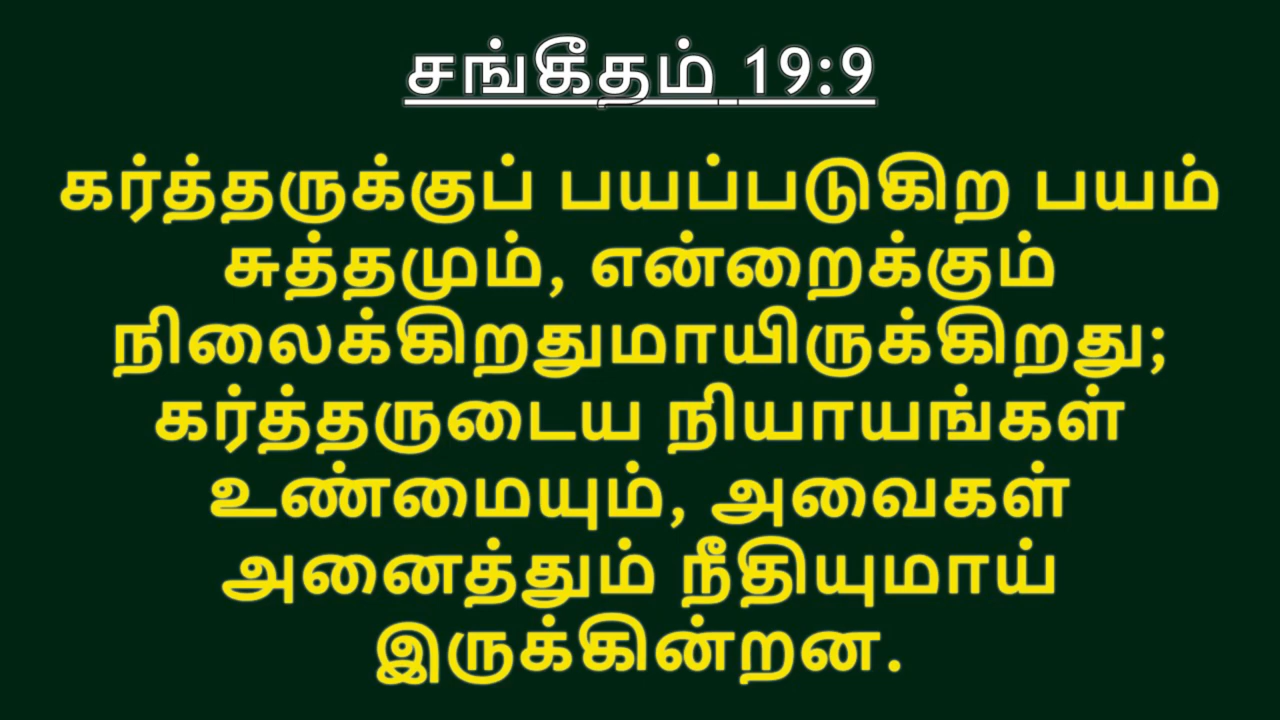 சங்கீதம் 19:9
கர்த்தருக்குப் பயப்படுகிற பயம்
சுத்தமும், என்றைக்கும்
நிலைக்கிறதுமாயிருக்கிறது;
கர்த்தருடைய நியாயங்கள்
உண்மையும், அவைகள்
அனைத்தும் நீதியுமாய்
இருக்கின்றன.